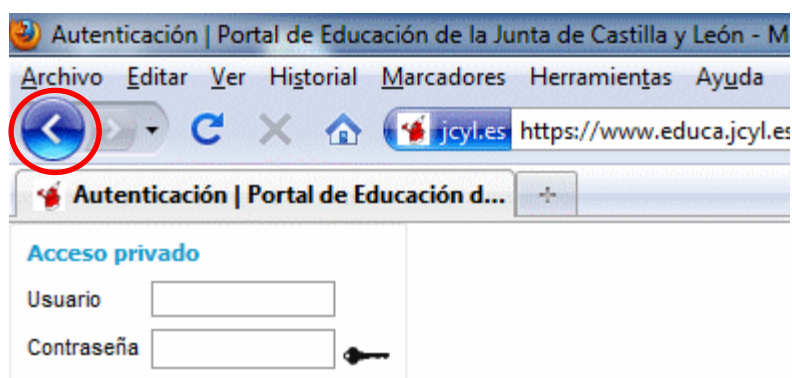 Autenticación | Portal de Educación de la Junta de Castilla y León - M
Archivo Editar Ver Historial Marcadores Herramientas Ayuda
jcyl.es https://www.educa.jcyl.es
Autenticación | Portal de Educación d...
Acceso privado
Usuario
Contraseña